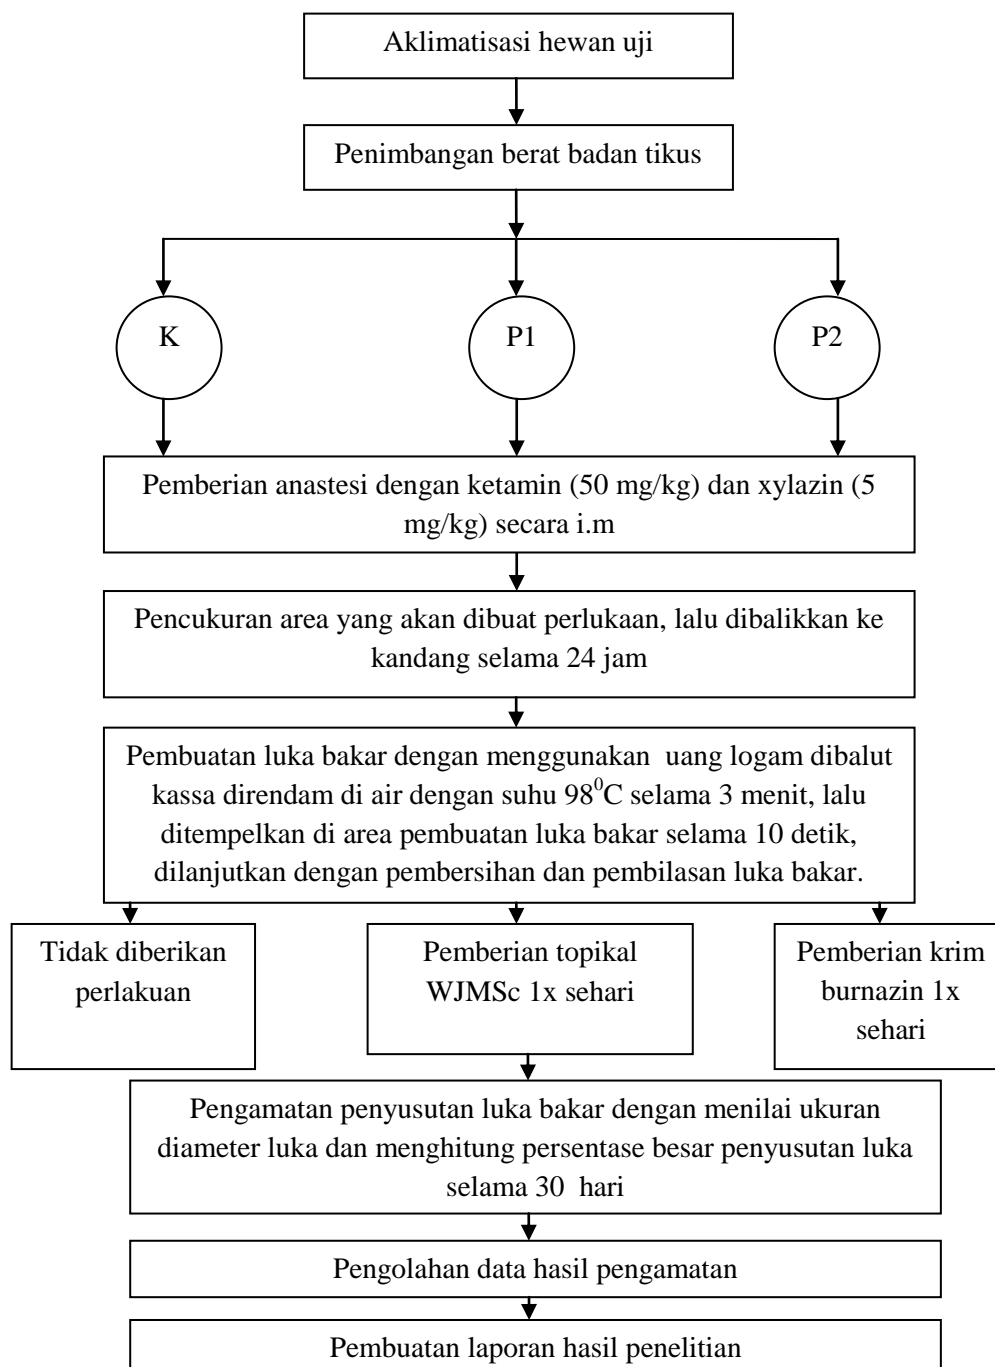 Aklimatisasi hewan uji
Penimbangan berat badan tikus
K
P1
P2
Pemberian anastesi dengan ketamin (50 mg/kg) dan xylazin (5
mg/kg) secara i.m
Pencukuran area yang akan dibuat perlukaan, lalu dibalikkan ke
kandang selama 24 jam
Pembuatan luka bakar dengan menggunakan uang logam dibalut
kassa direndam di air dengan suhu 98⁰C selama 3 menit, lalu
ditempelkan di area pembuatan luka bakar selama 10 detik,
dilanjutkan dengan pembersihan dan pembilasan luka bakar.
Tidak diberikan
perlakuan
Pemberian topikal
WJMSc 1x sehari
Pemberian krim
burnazin 1x
sehari
Pengamatan penyusutan luka bakar dengan menilai ukuran
diameter luka dan menghitung persentase besar penyusutan luka
selama 30 hari
Pengolahan data hasil pengamatan
Pembuatan laporan hasil penelitian